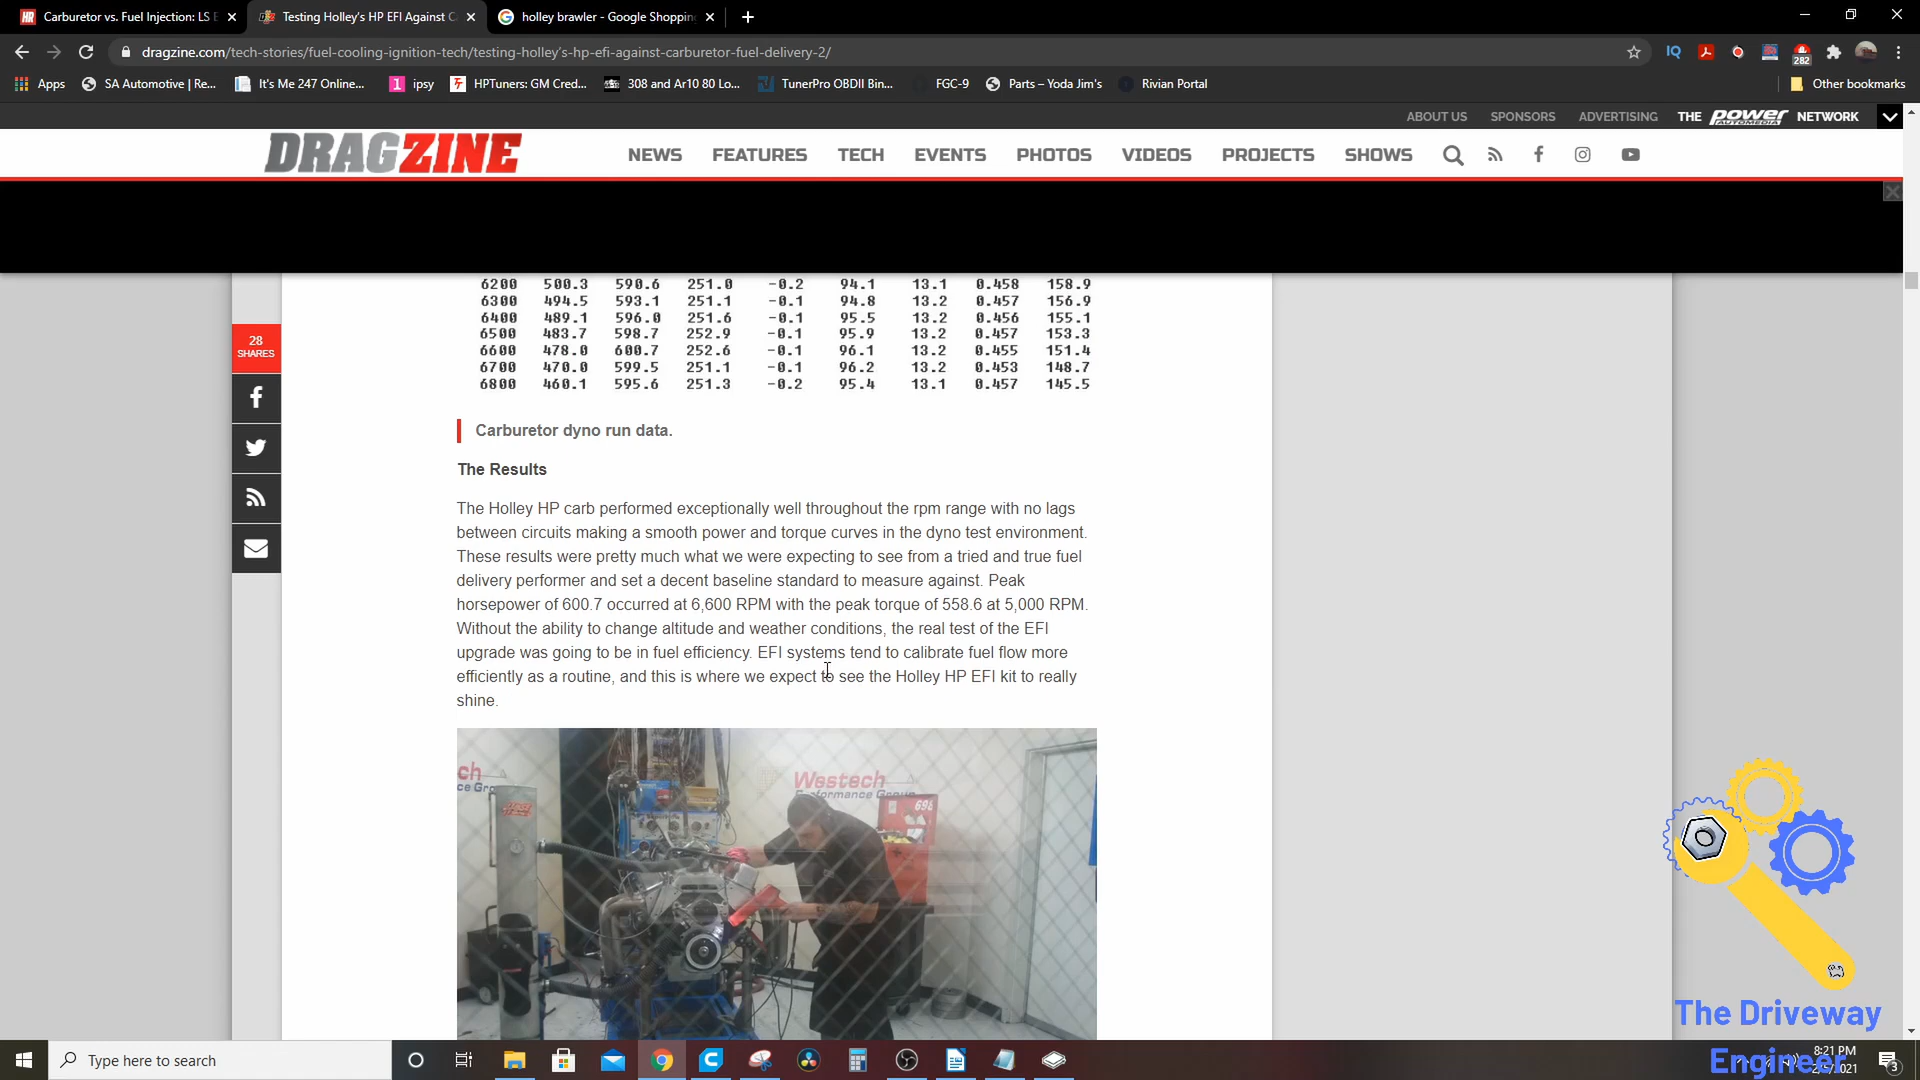 Carburetor vs. Fuel Injection: LS E
Testing Holley's HP EFI Against C
holley brawler - Google Shopping
dragzine.com/tech-stories/fuel-cooling-ignition-tech/testing-holley's-hp-efi-against-carburetor-fuel-delivery-2/
282
Apps
SA Automotive | Re...
It's Me 247 Online...
ipsy
HPTuners: GM Cred...
308 and Ar10 80 Lo...
TunerPro OBDII Bin...
FGC-9
Parts – Yoda Jim's
Rivian Portal
Other bookmarks
ABOUT US SPONSORS ADVERTISING THE power AUTOMEDIA NETWORK
DRAGZINE
NEWS FEATURES TECH EVENTS PHOTOS VIDEOS PROJECTS SHOWS
6200 500.3 590.6 251.0 -0.2 94.1 13.1 0.458 158.9
6300 494.5 593.1 251.1 -0.1 94.8 13.2 0.457 156.9
6400 489.1 596.0 251.6 -0.1 95.5 13.2 0.456 155.1
6500 483.7 598.7 252.9 -0.1 95.9 13.2 0.457 153.3
6600 478.0 600.7 252.6 -0.1 96.1 13.2 0.455 151.4
6700 470.0 599.5 251.1 -0.1 96.2 13.2 0.453 148.7
6800 460.1 595.6 251.3 -0.2 95.4 13.1 0.457 145.5
28
SHARES
Carburetor dyno run data.
The Results
The Holley HP carb performed exceptionally well throughout the rpm range with no lags
between circuits making a smooth power and torque curves in the dyno test environment.
These results were pretty much what we were expecting to see from a tried and true fuel
delivery performer and set a decent baseline standard to measure against. Peak
horsepower of 600.7 occurred at 6,600 RPM with the peak torque of 558.6 at 5,000 RPM.
Without the ability to change altitude and weather conditions, the real test of the EFI
upgrade was going to be in fuel efficiency. EFI systems tend to calibrate fuel flow more
efficiently as a routine, and this is where we expect to see the Holley HP EFI kit to really
shine.
ch
ce Gro
Westech
Performance Group
698
The Driveway
Engineer
Type here to search
8:21 PM
3